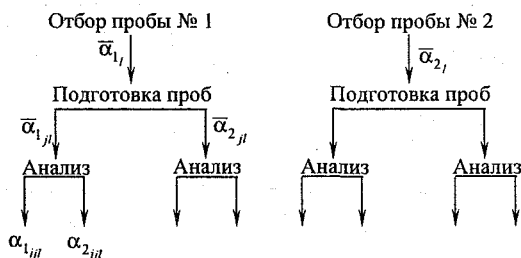 Отбор пробы № 1 Отбор пробы № 2
ᾱ₁ₗ ᾱ₂ₗ
Подготовка проб Подготовка проб
ᾱ₁ⱼₗ ᾱ₂ⱼₗ
Анализ Анализ Анализ Анализ
α₁ᵢⱼₗ α₂ᵢⱼₗ